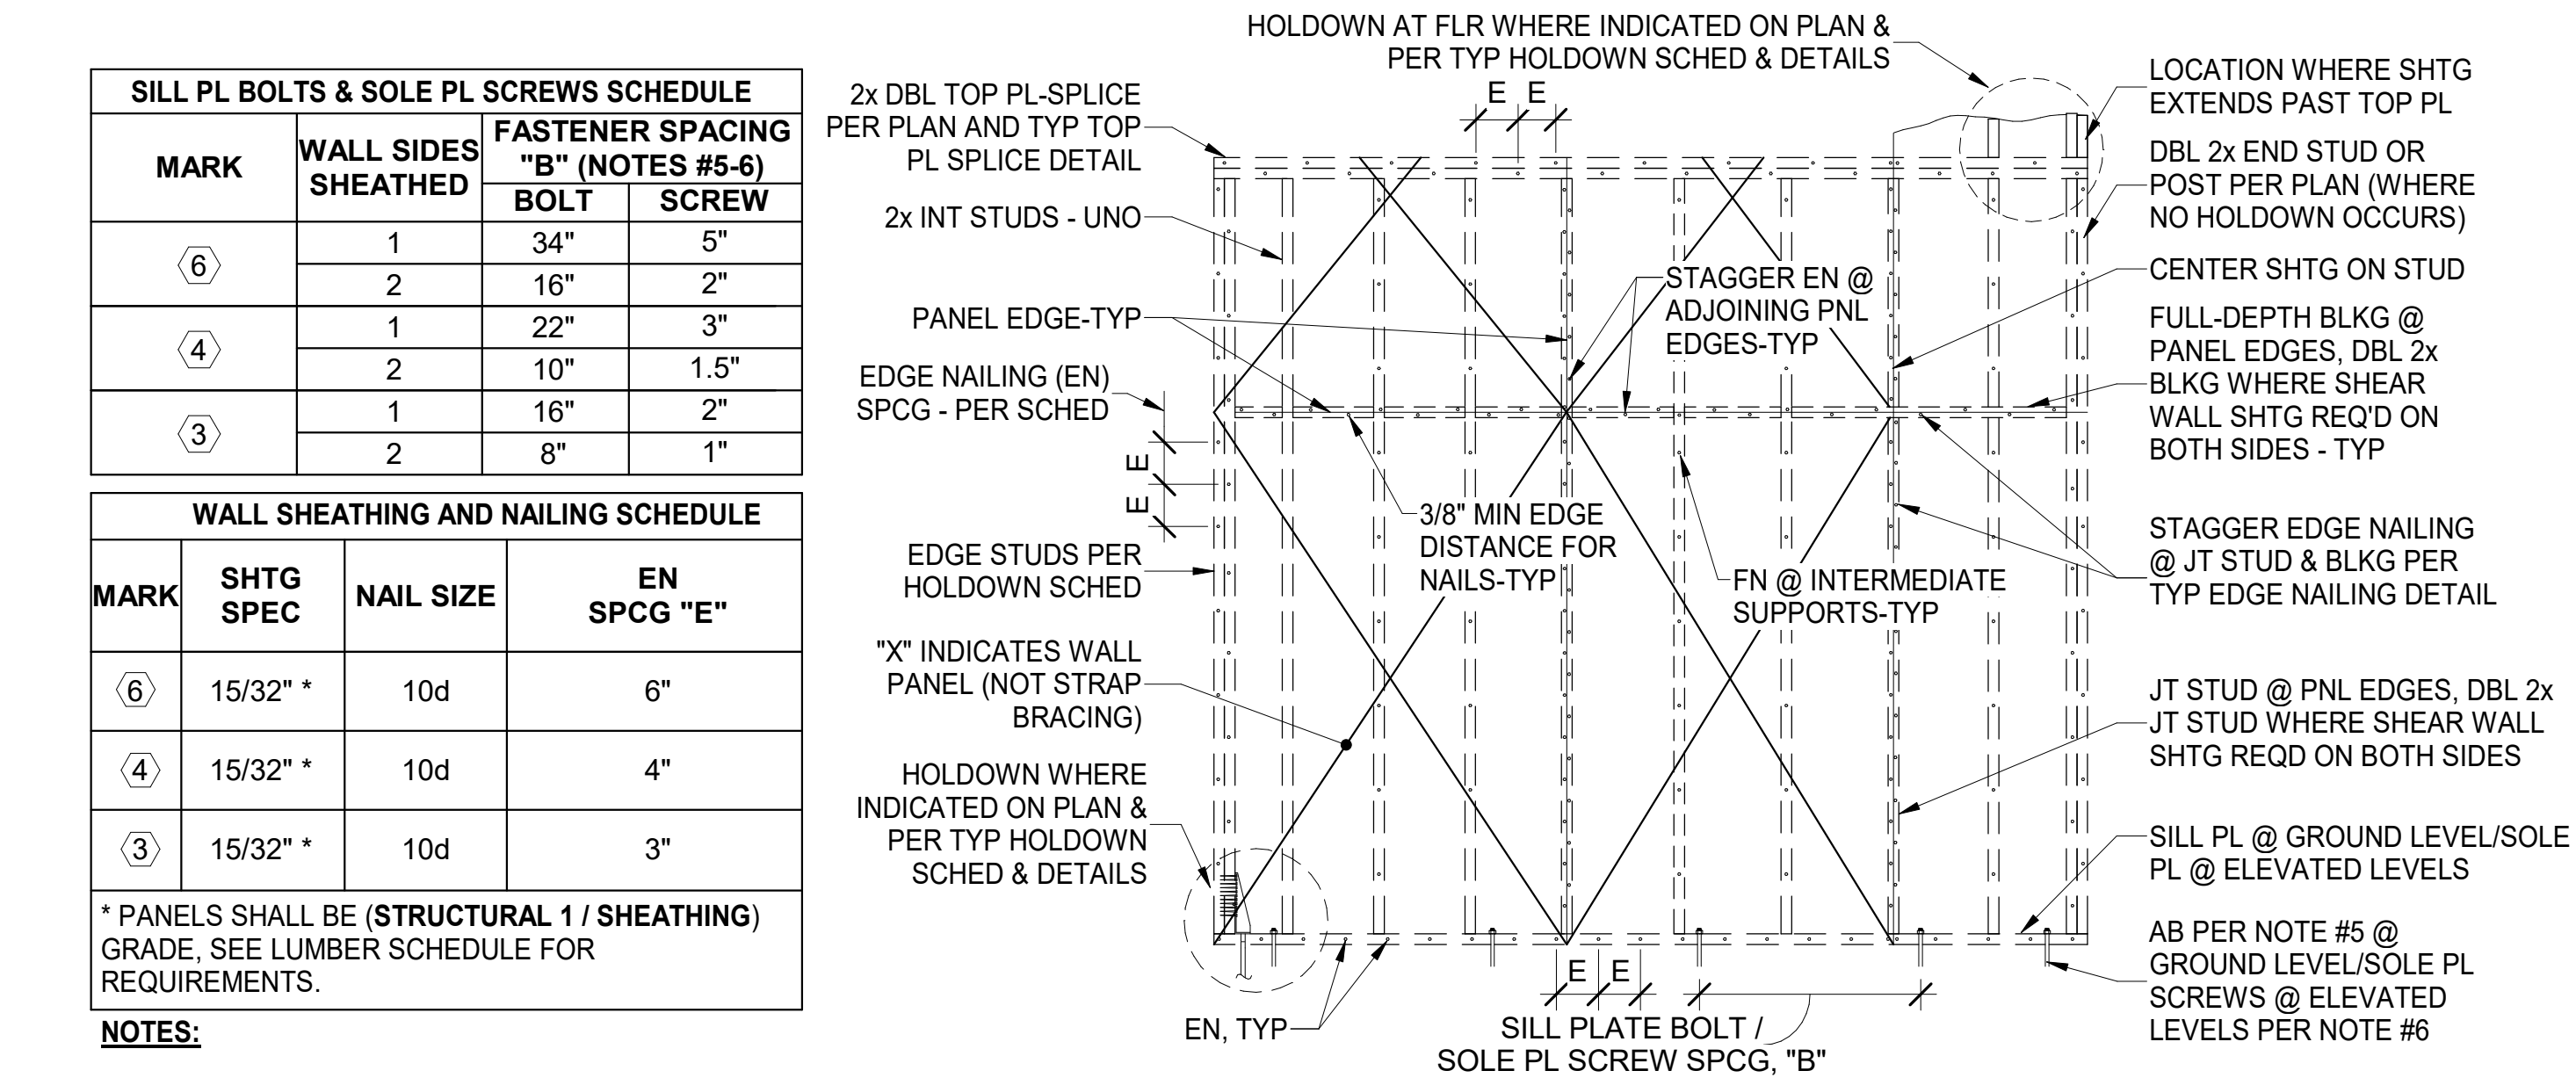 SILL PL BOLTS & SOLE PL SCREWS SCHEDULE
MARK
WALL SIDES
SHEATHED
FASTENER SPACING
"B" (NOTES #5-6)
BOLT SCREW
6
1 34" 5"
2 16" 2"
4
1 22" 3"
2 10" 1.5"
3
1 16" 2"
2 8" 1"
WALL SHEATHING AND NAILING SCHEDULE
MARK
SHTG
SPEC
NAIL SIZE
EN
SPCG "E"
6 15/32" * 10d 6"
4 15/32" * 10d 4"
3 15/32" * 10d 3"
* PANELS SHALL BE (STRUCTURAL 1 / SHEATHING)
GRADE, SEE LUMBER SCHEDULE FOR
REQUIREMENTS.
NOTES:
HOLDOWN AT FLR WHERE INDICATED ON PLAN &
PER TYP HOLDOWN SCHED & DETAILS
2x DBL TOP PL-SPLICE
PER PLAN AND TYP TOP
PL SPLICE DETAIL
2x INT STUDS - UNO
PANEL EDGE-TYP
EDGE NAILING (EN)
SPCG - PER SCHED
E
E
EDGE STUDS PER
HOLDOWN SCHED
"X" INDICATES WALL
PANEL (NOT STRAP
BRACING)
HOLDOWN WHERE
INDICATED ON PLAN &
PER TYP HOLDOWN
SCHED & DETAILS
EN, TYP
E E
STAGGER EN @
ADJOINING PNL
EDGES-TYP
3/8" MIN EDGE
DISTANCE FOR
NAILS-TYP
FN @ INTERMEDIATE
SUPPORTS-TYP
E E
SILL PLATE BOLT /
SOLE PL SCREW SPCG, "B"
LOCATION WHERE SHTG
EXTENDS PAST TOP PL
DBL 2x END STUD OR
POST PER PLAN (WHERE
NO HOLDOWN OCCURS)
CENTER SHTG ON STUD
FULL-DEPTH BLKG @
PANEL EDGES, DBL 2x
BLKG WHERE SHEAR
WALL SHTG REQ'D ON
BOTH SIDES - TYP
STAGGER EDGE NAILING
@ JT STUD & BLKG PER
TYP EDGE NAILING DETAIL
JT STUD @ PNL EDGES, DBL 2x
JT STUD WHERE SHEAR WALL
SHTG REQD ON BOTH SIDES
SILL PL @ GROUND LEVEL/SOLE
PL @ ELEVATED LEVELS
AB PER NOTE #5 @
GROUND LEVEL/SOLE PL
SCREWS @ ELEVATED
LEVELS PER NOTE #6